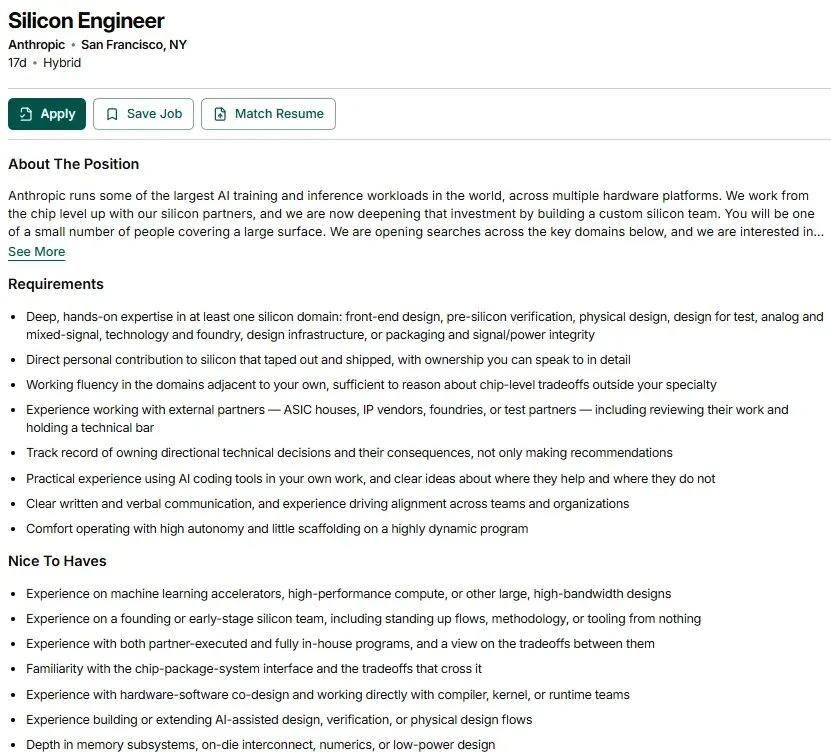 Silicon Engineer
Anthropic • San Francisco, NY
17d • Hybrid
Apply
Save Job
Match Resume
About The Position
Anthropic runs some of the largest AI training and inference workloads in the world, across multiple hardware platforms. We work from
the chip level up with our silicon partners, and we are now deepening that investment by building a custom silicon team. You will be one
of a small number of people covering a large surface. We are opening searches across the key domains below, and we are interested in...
See More
Requirements
• Deep, hands-on expertise in at least one silicon domain: front-end design, pre-silicon verification, physical design, design for test, analog and
mixed-signal, technology and foundry, design infrastructure, or packaging and signal/power integrity
• Direct personal contribution to silicon that taped out and shipped, with ownership you can speak to in detail
• Working fluency in the domains adjacent to your own, sufficient to reason about chip-level tradeoffs outside your specialty
• Experience working with external partners — ASIC houses, IP vendors, foundries, or test partners — including reviewing their work and
holding a technical bar
• Track record of owning directional technical decisions and their consequences, not only making recommendations
• Practical experience using AI coding tools in your own work, and clear ideas about where they help and where they do not
• Clear written and verbal communication, and experience driving alignment across teams and organizations
• Comfort operating with high autonomy and little scaffolding on a highly dynamic program
Nice To Haves
• Experience on machine learning accelerators, high-performance compute, or other large, high-bandwidth designs
• Experience on a founding or early-stage silicon team, including standing up flows, methodology, or tooling from nothing
• Experience with both partner-executed and fully in-house programs, and a view on the tradeoffs between them
• Familiarity with the chip-package-system interface and the tradeoffs that cross it
• Experience with hardware-software co-design and working directly with compiler, kernel, or runtime teams
• Experience building or extending AI-assisted design, verification, or physical design flows
• Depth in memory subsystems, on-die interconnect, numerics, or low-power design